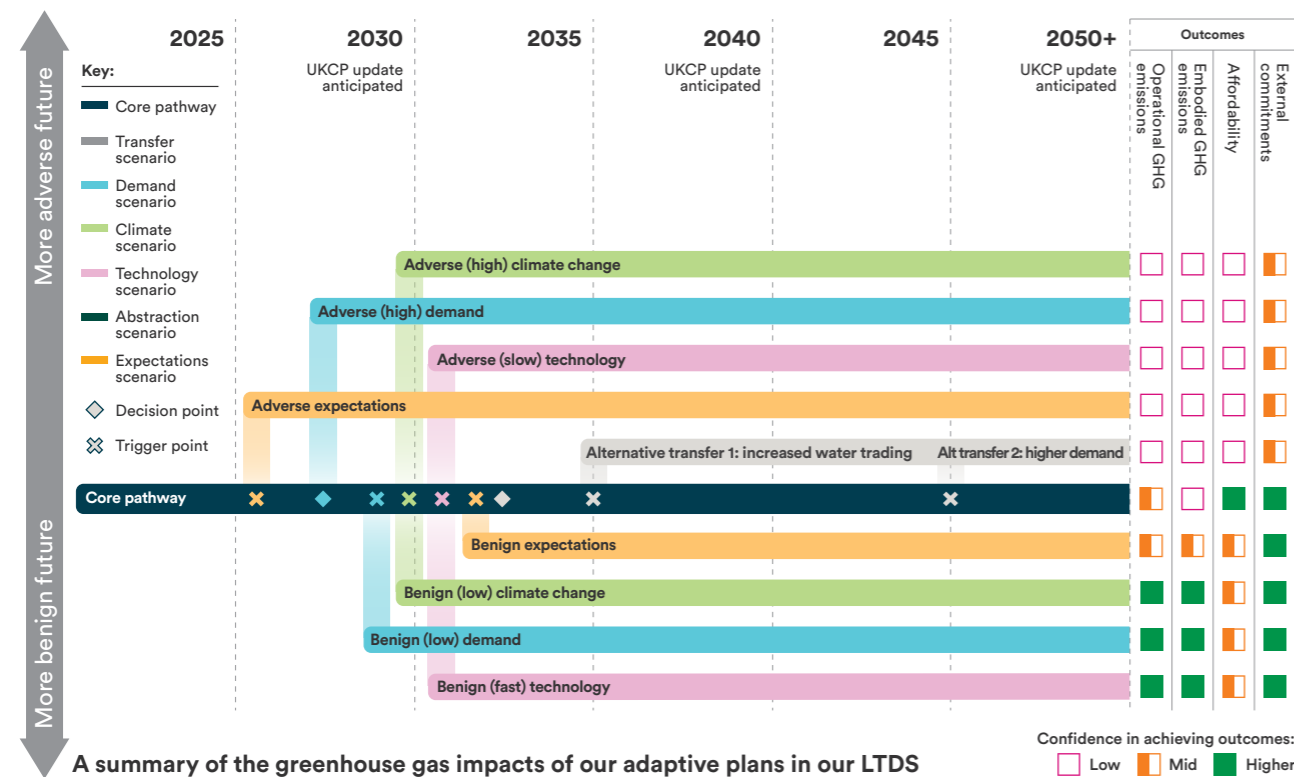 More adverse future
More benign future
2025
2030
2035
2040
2045
2050+
UKCP update
anticipated
UKCP update
anticipated
UKCP update
anticipated
Outcomes
Operational GHG
emissions
Embodied GHG
emissions
Affordability
External
commitments
Key:
Core pathway
Transfer
scenario
Demand
scenario
Climate
scenario
Technology
scenario
Abstraction
scenario
Expectations
scenario
Decision point
Trigger point
Adverse (high) climate change
Adverse (high) demand
Adverse (slow) technology
Adverse expectations
Alternative transfer 1: increased water trading
Alt transfer 2: higher demand
Core pathway
Benign expectations
Benign (low) climate change
Benign (low) demand
Benign (fast) technology
A summary of the greenhouse gas impacts of our adaptive plans in our LTDS
Confidence in achieving outcomes:
Low
Mid
Higher